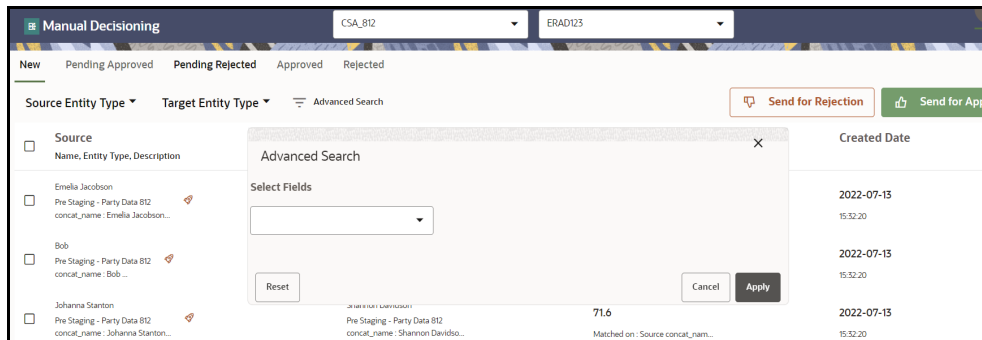 Manual Decisioning
CSA_812
ERAD123
New
Pending Approved
Pending Rejected
Approved
Rejected
Source Entity Type
Target Entity Type
Advanced Search
Send for Rejection
Send for App
Source
Name, Entity Type, Description
Created Date
Advanced Search
Select Fields
Reset
Cancel
Apply
Emelia Jacobson
Pre Staging - Party Data 812
concat_name : Emelia Jacobson...
2022-07-13
15:32:20
Bob
Pre Staging - Party Data 812
concat_name : Bob ...
2022-07-13
15:32:20
Johanna Stanton
Pre Staging - Party Data 812
concat_name : Johanna Stanton...
Shannon Davidson
Pre Staging - Party Data 812
concat_name : Shannon Davidso...
71.6
Matched on : Source concat_nam...
2022-07-13
15:32:20